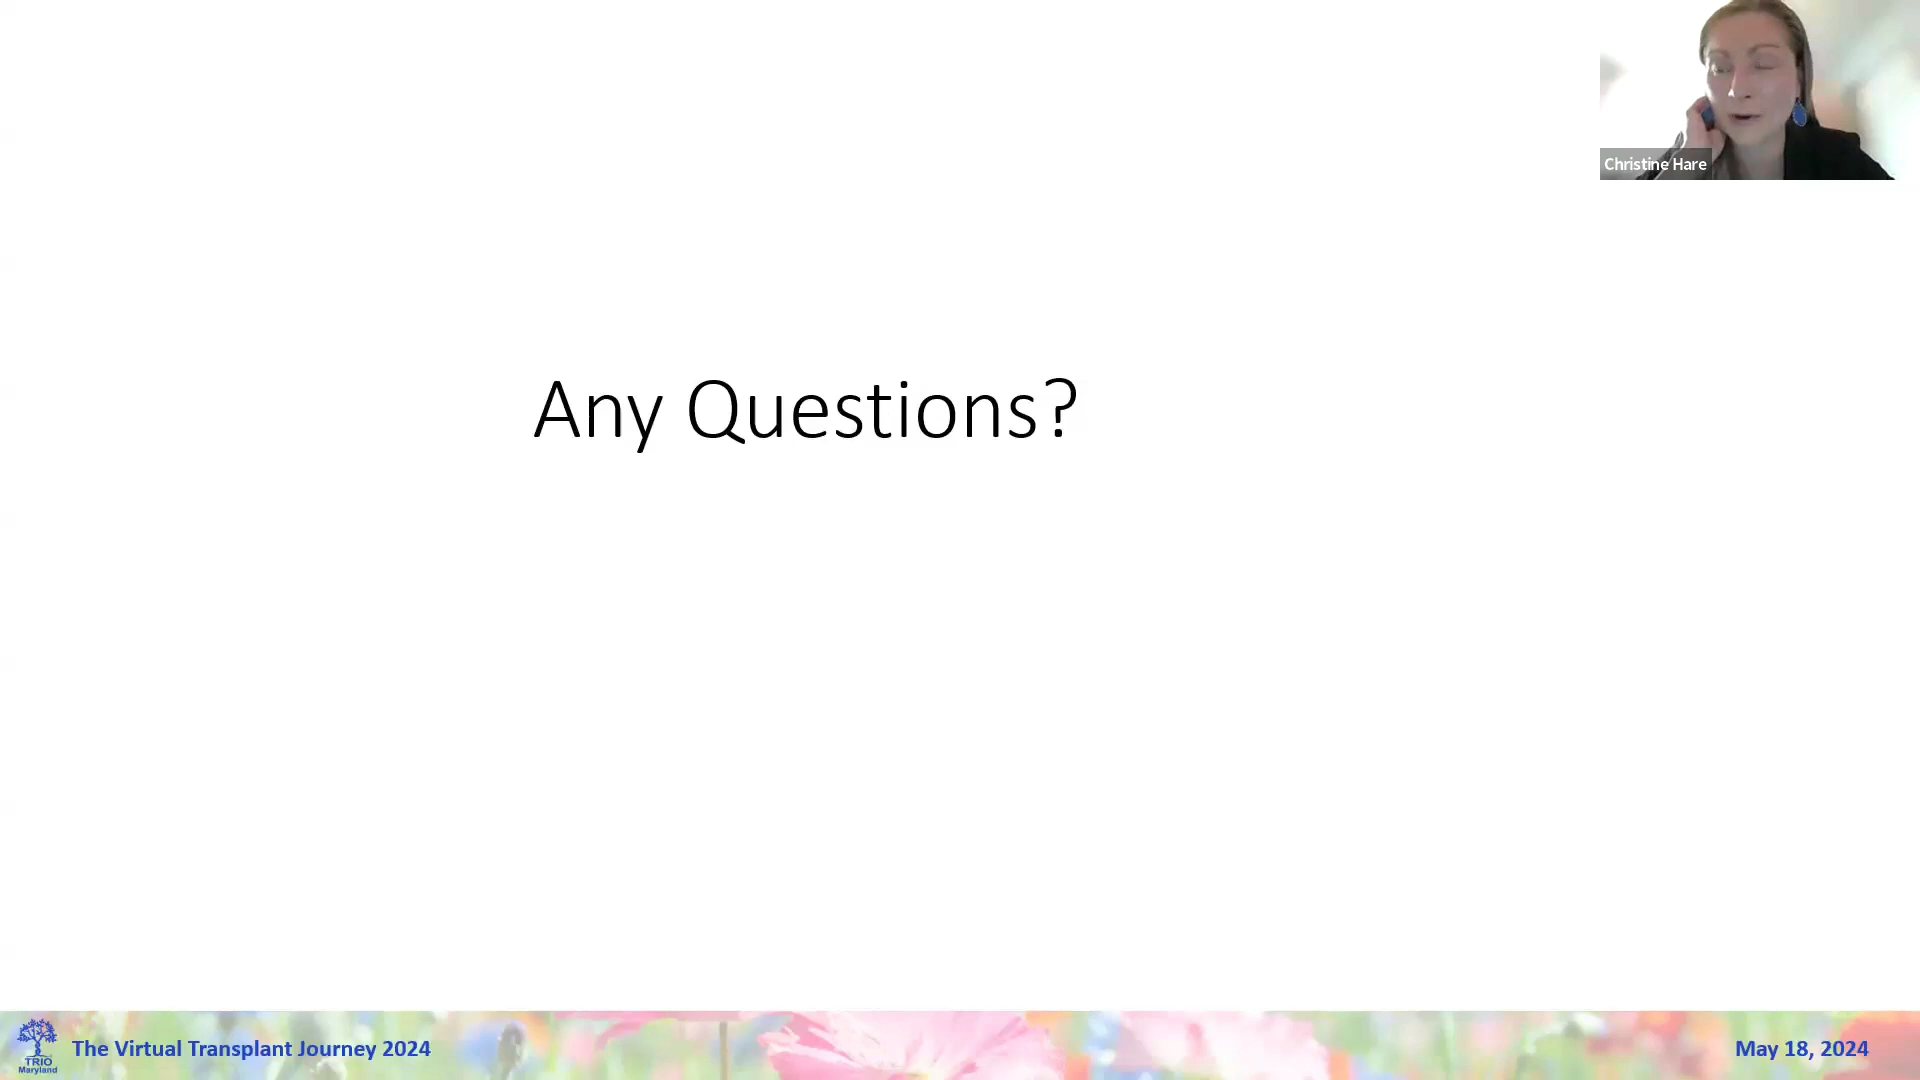 Christine Hare
Any Questions?
TRIO
Maryland
The Virtual Transplant Journey 2024
May 18, 2024